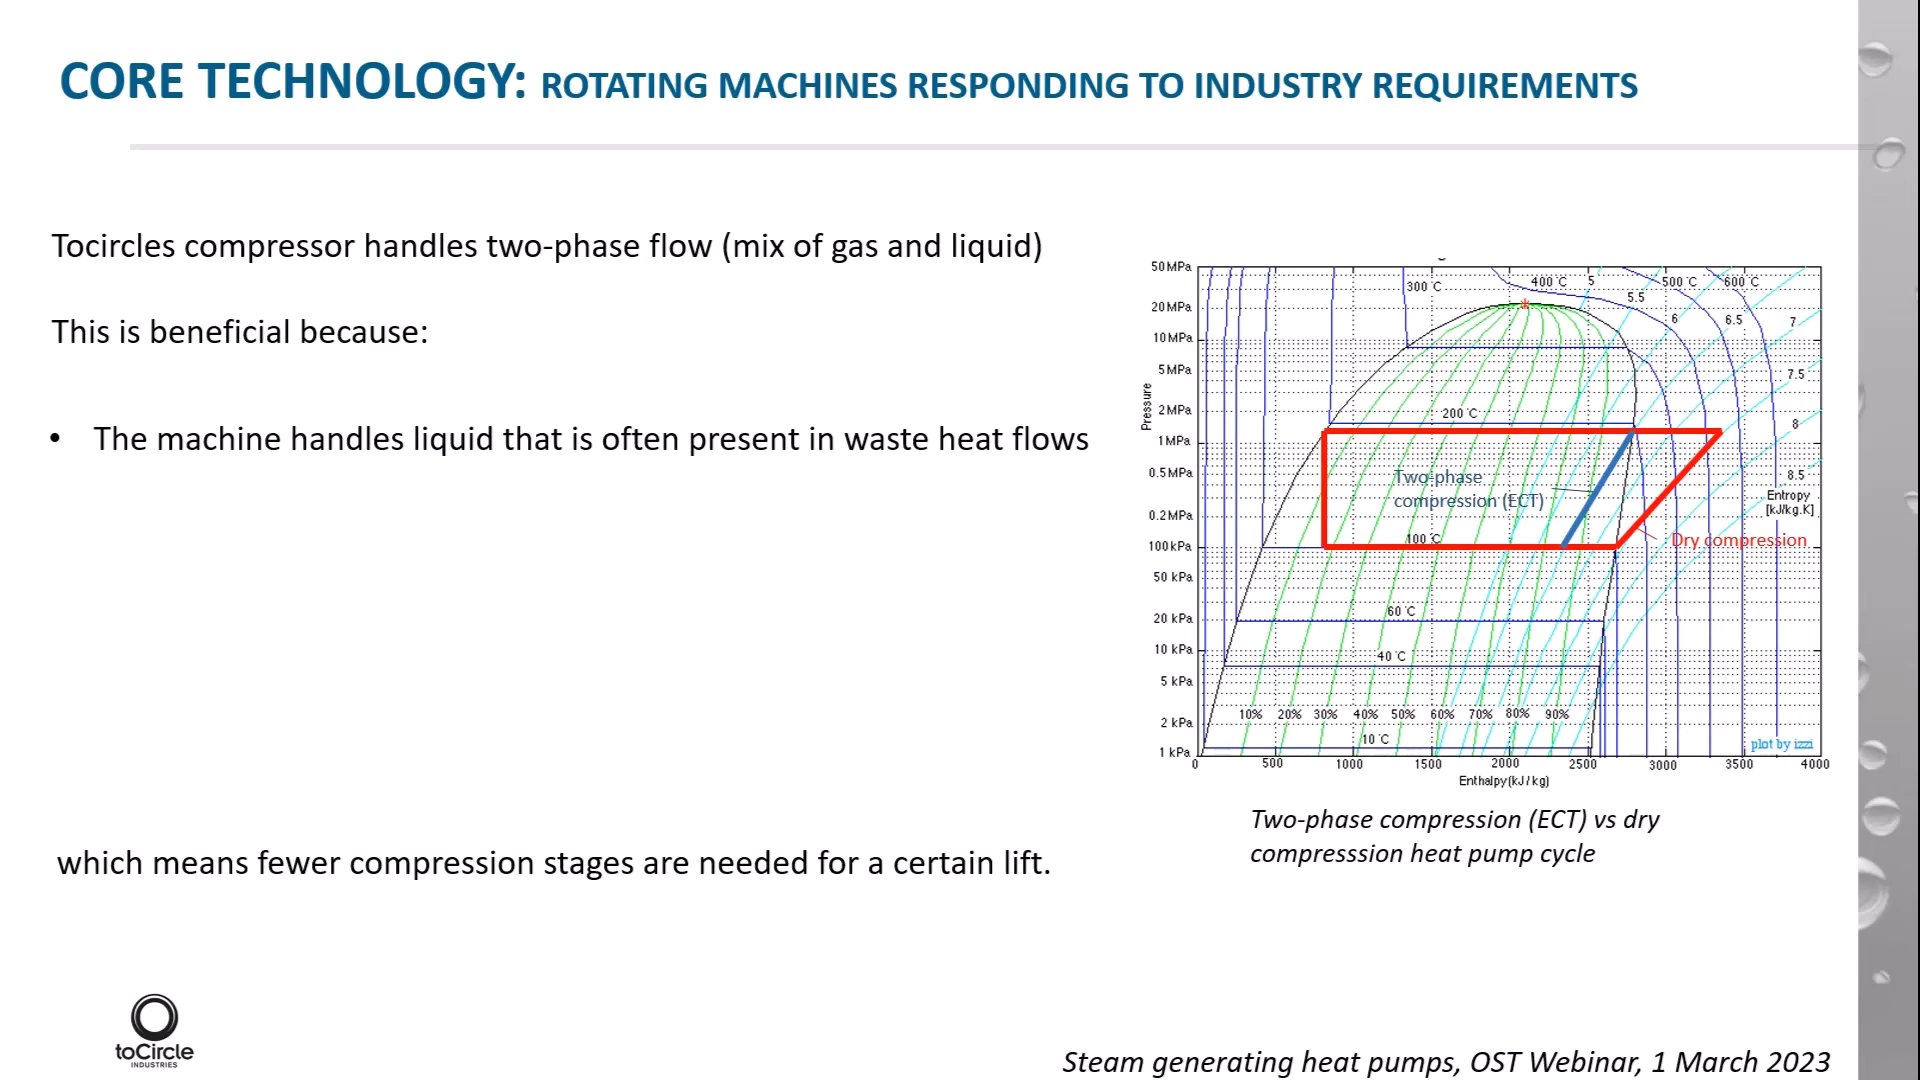 CORE TECHNOLOGY: ROTATING MACHINES RESPONDING TO INDUSTRY REQUIREMENTS
Tocircles compressor handles two-phase flow (mix of gas and liquid)
This is beneficial because:
• The machine handles liquid that is often present in waste heat flows
which means fewer compression stages are needed for a certain lift.
50 MPa
20 MPa
10 MPa
5 MPa
2 MPa
1 MPa
0.5 MPa
0.2 MPa
100 kPa
50 kPa
20 kPa
10 kPa
5 kPa
2 kPa
1 kPa
Pressure
300 °C
400 °C
5
500 °C
600 °C
5.5
6
6.5
7
7.5
8
8.5
Entropy
[kJ/kg.K]
200 °C
Two-phase
compression (ECT)
Dry compression
100 °C
60 °C
40 °C
10% 20% 30% 40% 50% 60% 70% 80% 90%
10 °C
plot by izzi
0 500 1000 1500 2000 2500 3000 3500 4000
Enthalpy (kJ/kg)
Two-phase compression (ECT) vs dry
compresssion heat pump cycle
toCircle
INDUSTRIES
Steam generating heat pumps, OST Webinar, 1 March 2023